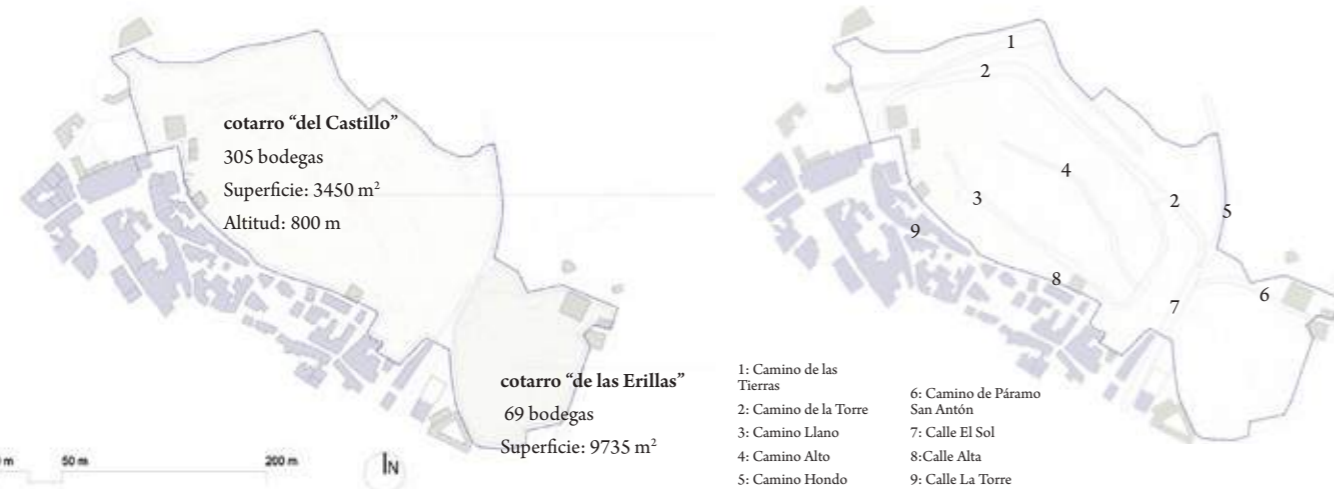 cotarro “del Castillo”
305 bodegas
Superficie: 3450 m²
Altitud: 800 m
cotarro “de las Erillas”
69 bodegas
Superficie: 9735 m²
m
50 m
200 m
N
1
2
3
4
2
5
9
8
7
6
1: Camino de las
Tierras
2: Camino de la Torre
3: Camino Llano
4: Camino Alto
5: Camino Hondo
6: Camino de Páramo
San Antón
7: Calle El Sol
8:Calle Alta
9: Calle La Torre